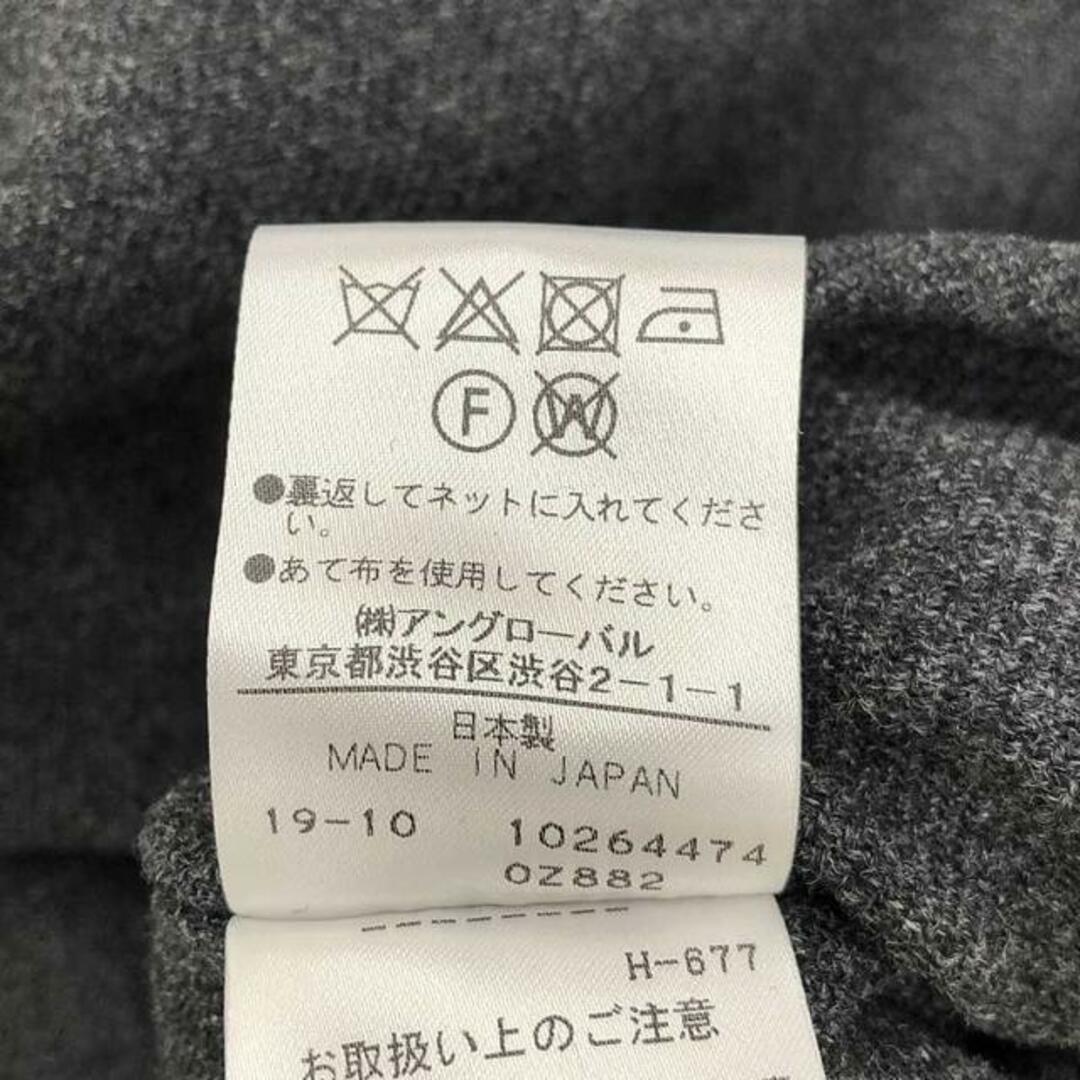 F W
●裏返してネットに入れてくださ
い。
●あて布を使用してください。
㈱アングローバル
東京都渋谷区渋谷2-1-1
日本製
MADE IN JAPAN
19-10 10264474
OZ882
H-677
お取扱い上のご注意